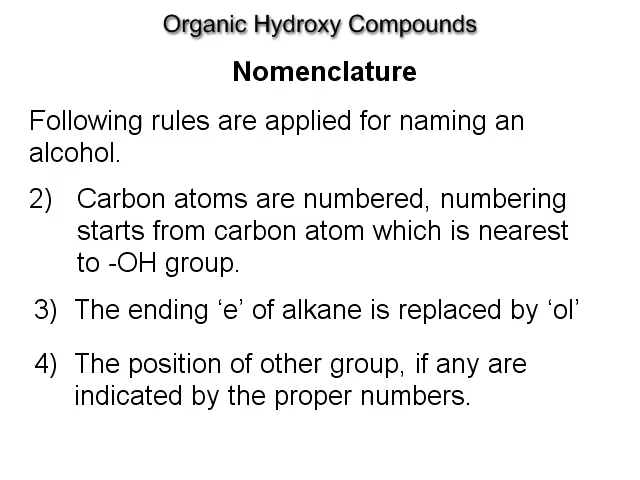 Organic Hydroxy Compounds
Nomenclature
Following rules are applied for naming an
alcohol.
2) Carbon atoms are numbered, numbering
starts from carbon atom which is nearest
to -OH group.
3) The ending ‘e’ of alkane is replaced by ‘ol’
4) The position of other group, if any are
indicated by the proper numbers.